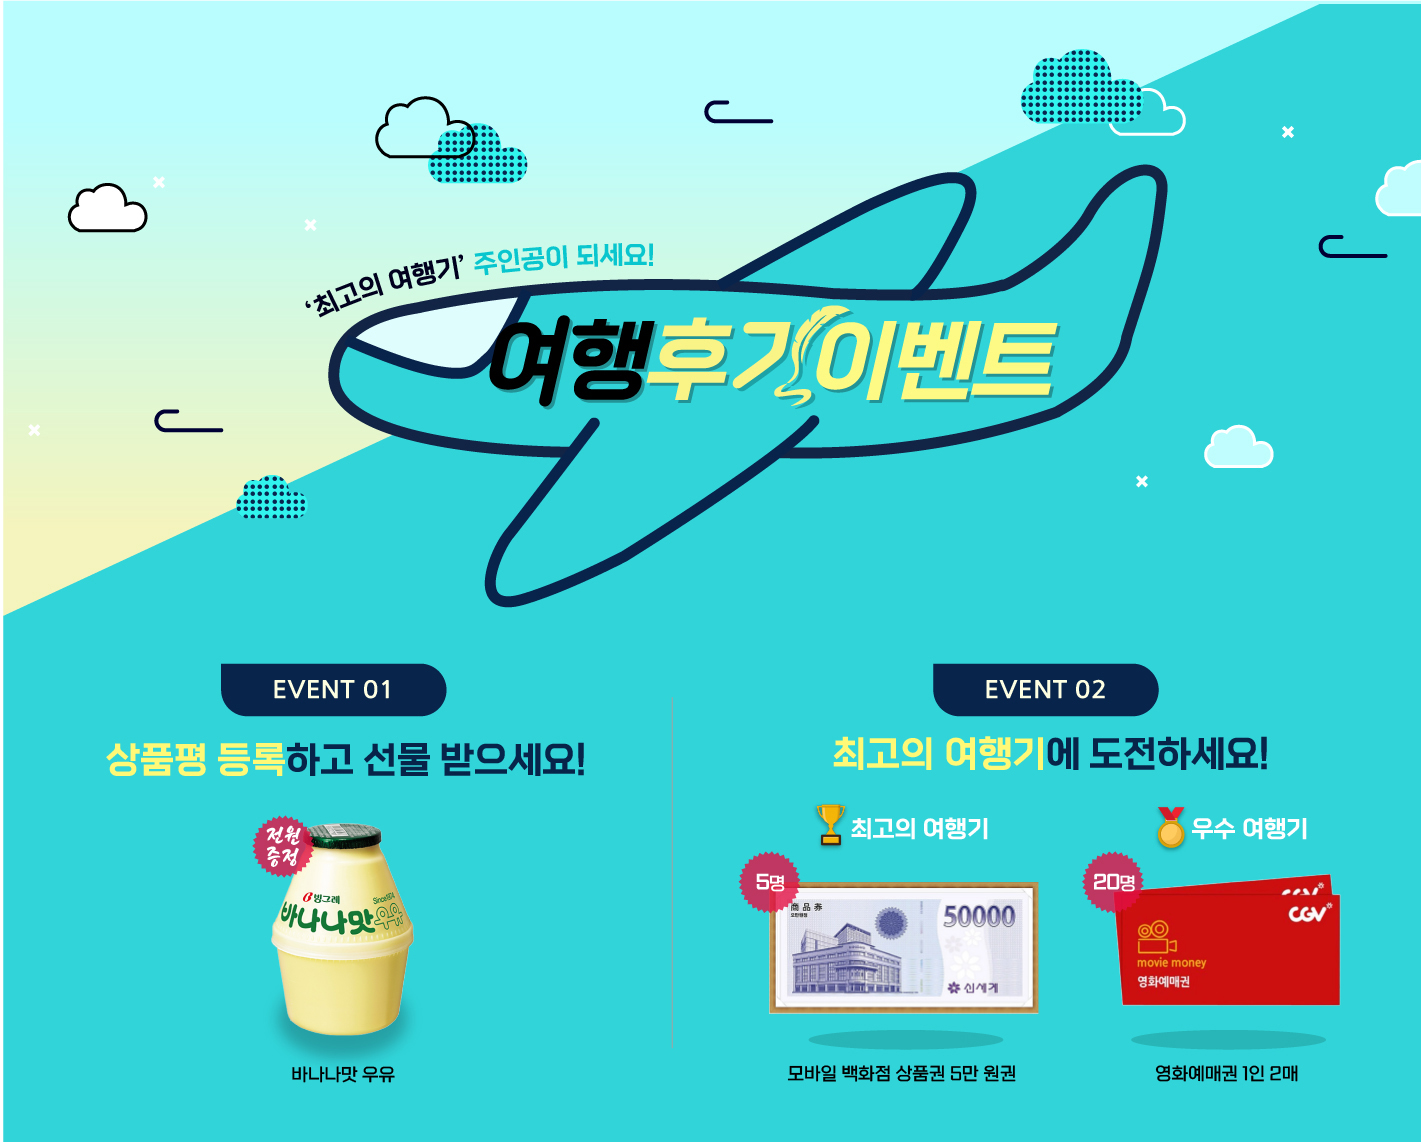 ‘최고의 여행기’ 주인공이 되세요!
여행후기이벤트
EVENT 01
상품평 등록하고 선물 받으세요!
전원
증정
빙그레
Since1974
바나나맛우유
바나나맛 우유
EVENT 02
최고의 여행기에 도전하세요!
최고의 여행기
5명
商品券
오만원정
50000
신세계
모바일 백화점 상품권 5만 원권
우수 여행기
20명
CGV
CGV
movie money
영화예매권
영화예매권 1인 2매